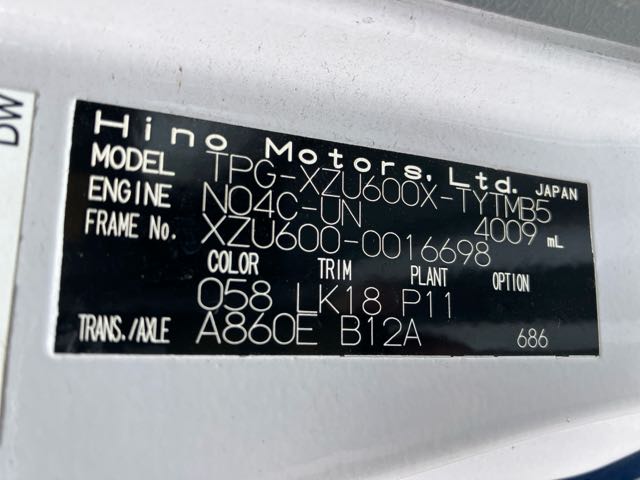 DW
Hino Motors, Ltd. JAPAN
MODEL TPG-XZU600X-TYTMB5
ENGINE N04C-UN 4009 mL
FRAME No. XZU600-0016698
COLOR TRIM PLANT OPTION
058 LK18 P11
TRANS./AXLE A860E B12A 686